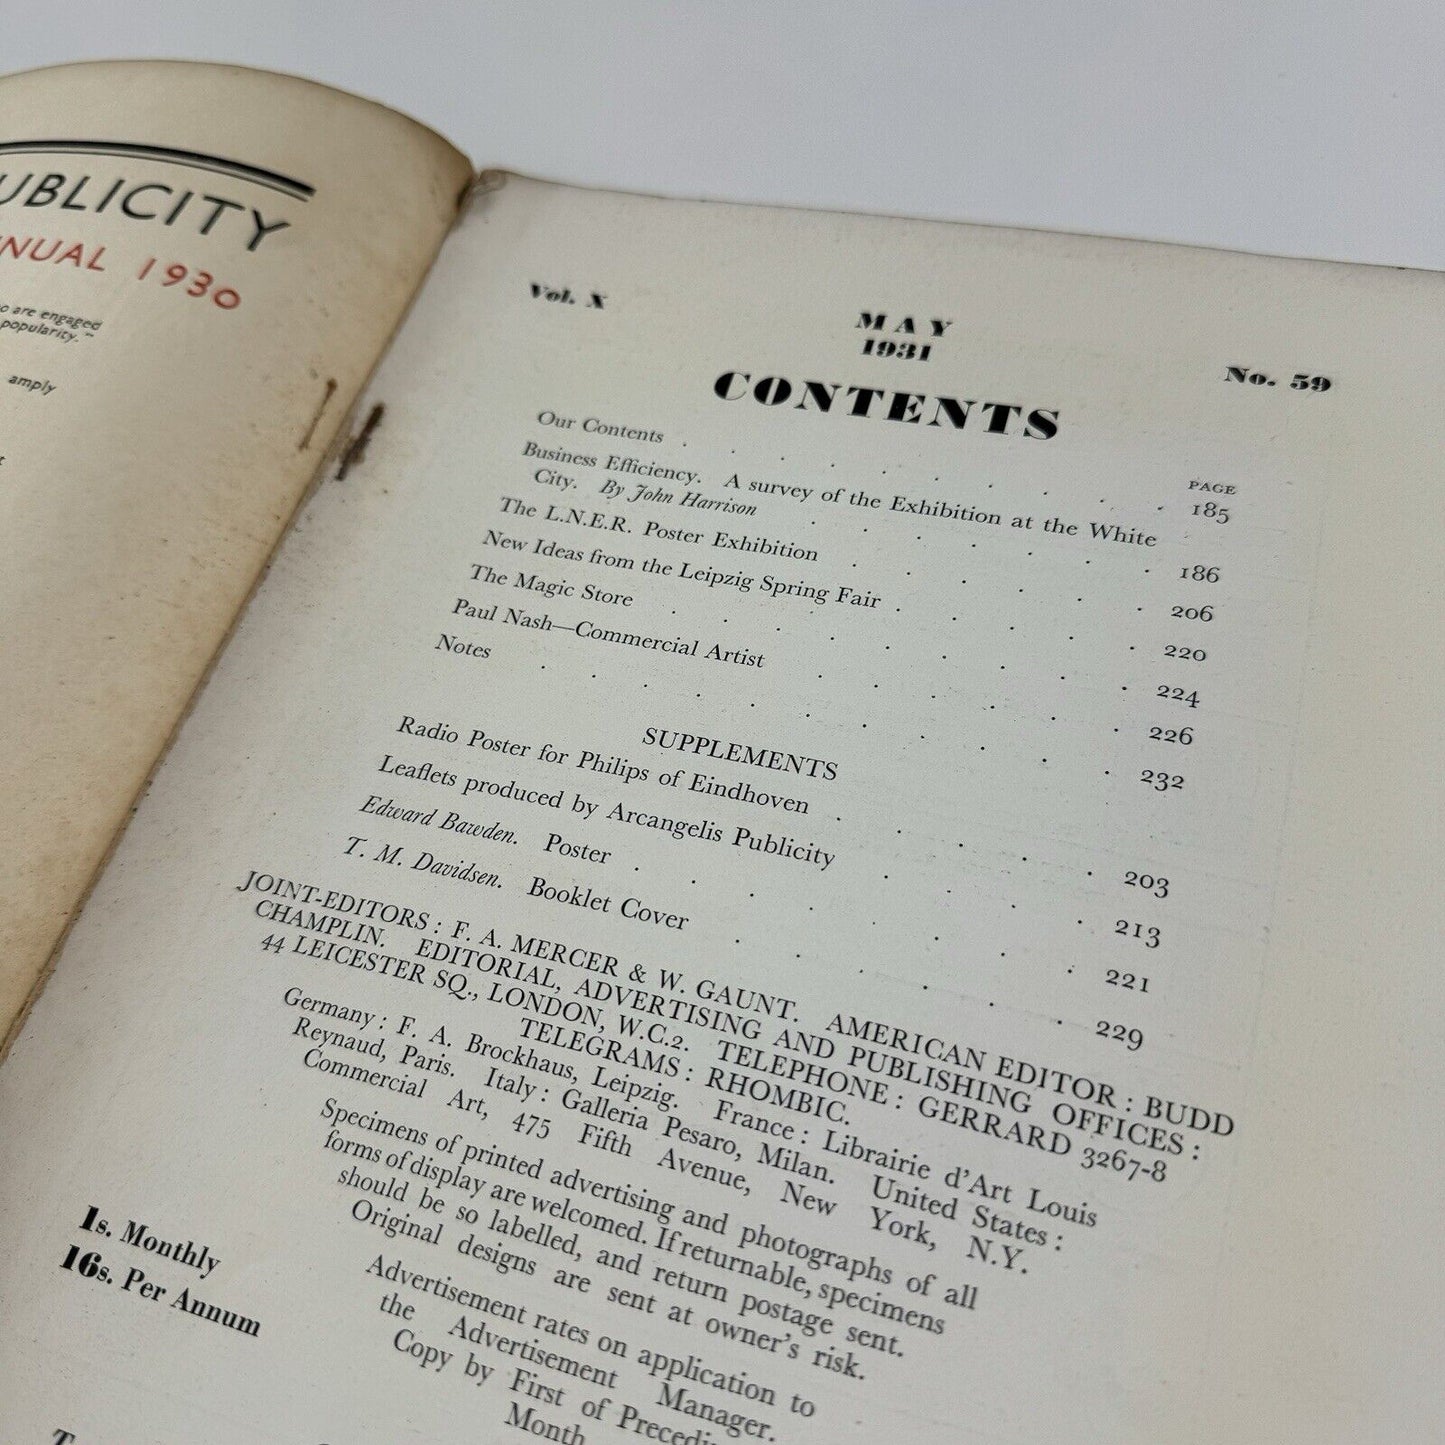 PUBLICITY
NUAL 1930
are engaged
popularity."
amply
Vol. X
MAY
1931
No. 59
CONTENTS
PAGE
Our Contents . . . . . . . . . . 185
Business Efficiency. A survey of the Exhibition at the White
City. By John Harrison . . . . . . . 186
The L.N.E.R. Poster Exhibition . . . . . . 206
New Ideas from the Leipzig Spring Fair . . . . . 220
The Magic Store . . . . . . . . . 224
Paul Nash—Commercial Artist . . . . . . 226
Notes . . . . . . . . . . . 232
SUPPLEMENTS
Radio Poster for Philips of Eindhoven . . . . . 203
Leaflets produced by Arcangelis Publicity . . . . . 213
Edward Bawden. Poster . . . . . . . 221
T. M. Davidsen. Booklet Cover . . . . . . 229
JOINT-EDITORS : F. A. MERCER & W. GAUNT. AMERICAN EDITOR : BUDD
CHAMPLIN. EDITORIAL, ADVERTISING AND PUBLISHING OFFICES :
44 LEICESTER SQ., LONDON, W.C.2. TELEPHONE : GERRARD 3267-8
TELEGRAMS : RHOMBIC.
Germany : F. A. Brockhaus, Leipzig. France : Librairie d'Art Louis
Reynaud, Paris. Italy : Galleria Pesaro, Milan. United States :
Commercial Art, 475 Fifth Avenue, New York, N.Y.
Specimens of printed advertising and photographs of all
forms of display are welcomed. If returnable, specimens
should be so labelled, and return postage sent.
Original designs are sent at owner's risk.
1s. Monthly
16s. Per Annum
Advertisement rates on application to
the Advertisement Manager.
Copy by First of
Month